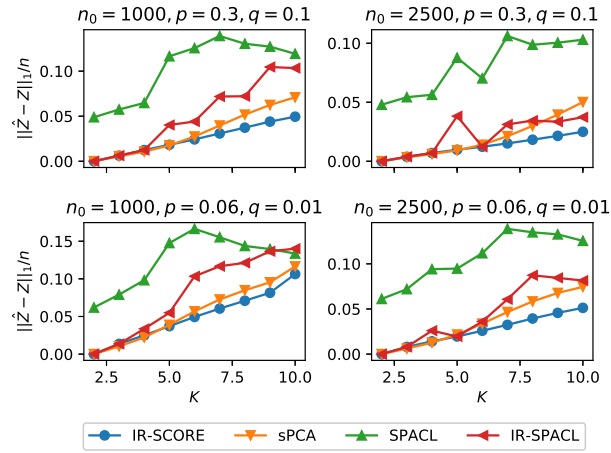 n₀ = 1000, p = 0.3, q = 0.1
n₀ = 2500, p = 0.3, q = 0.1
||Ẑ − Z||₁/n
0.10
0.05
0.00
0.10
0.05
0.00
n₀ = 1000, p = 0.06, q = 0.01
n₀ = 2500, p = 0.06, q = 0.01
||Ẑ − Z||₁/n
0.15
0.10
0.05
0.00
0.10
0.05
0.00
2.5 5.0 7.5 10.0
2.5 5.0 7.5 10.0
K
K
IR-SCORE sPCA SPACL IR-SPACL